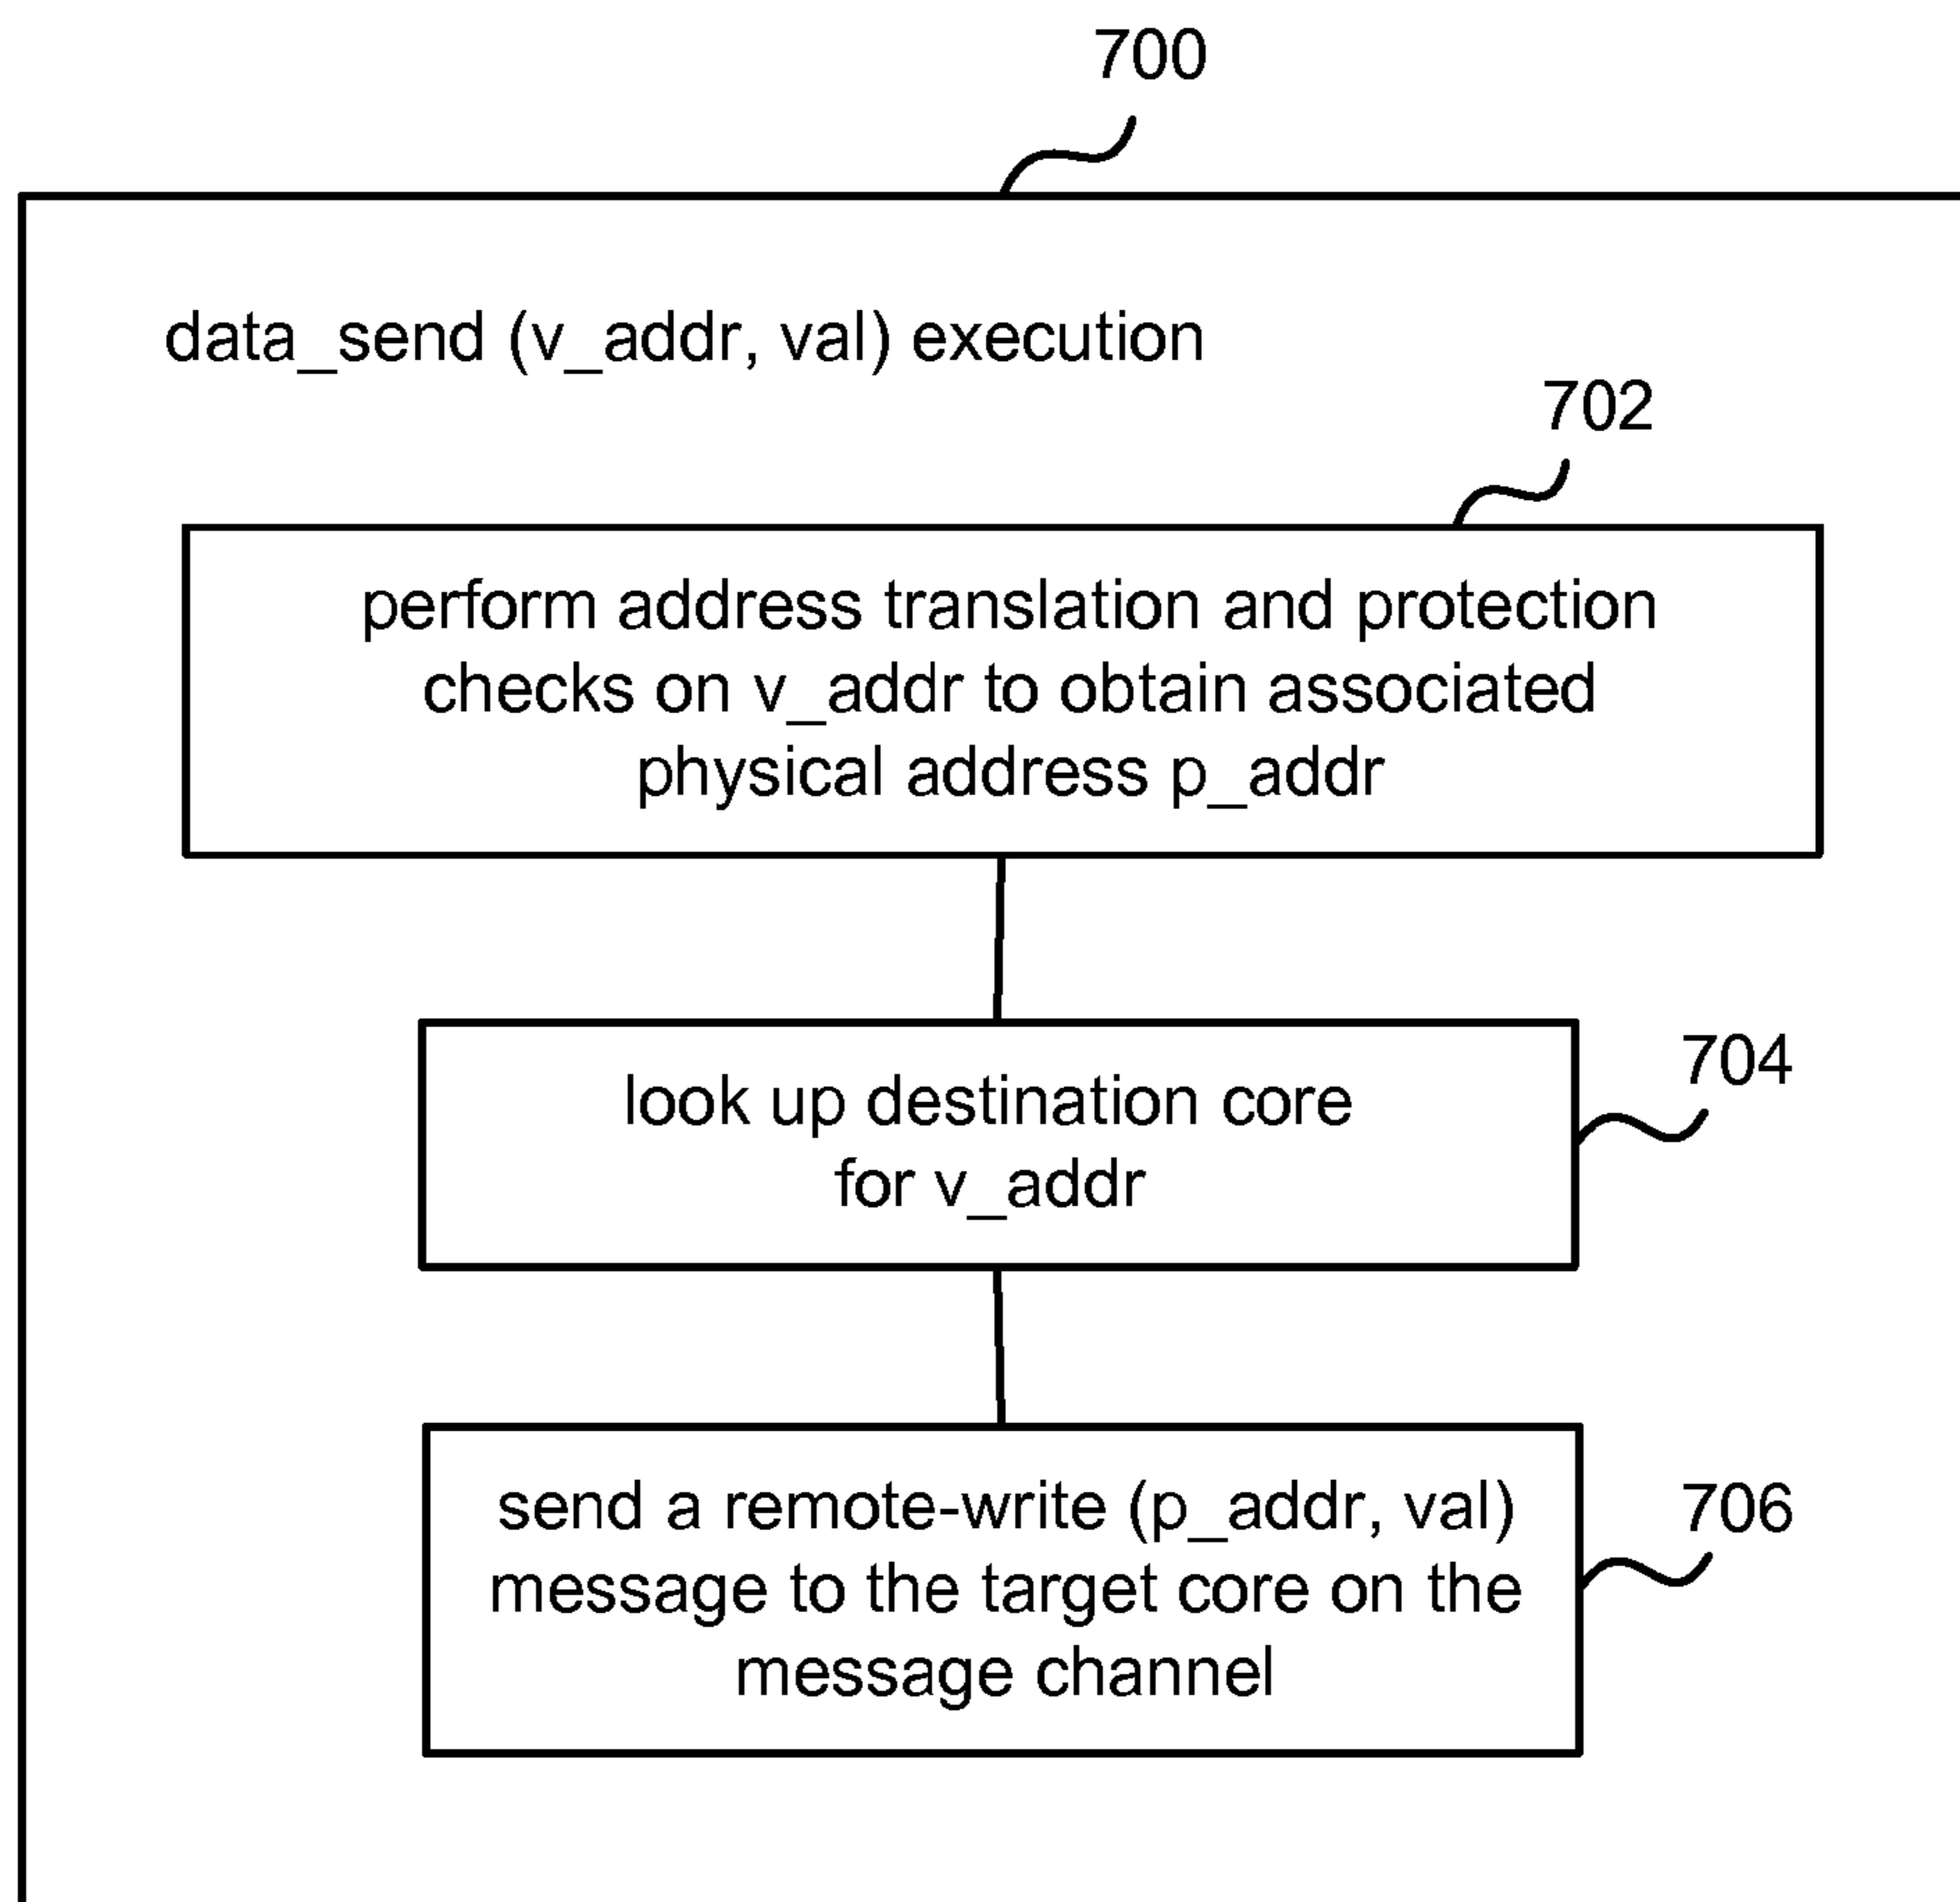 700
data_send (v_addr, val) execution
702
perform address translation and protection
checks on v_addr to obtain associated
physical address p_addr
look up destination core
for v_addr
704
send a remote-write (p_addr, val)
message to the target core on the
message channel
706